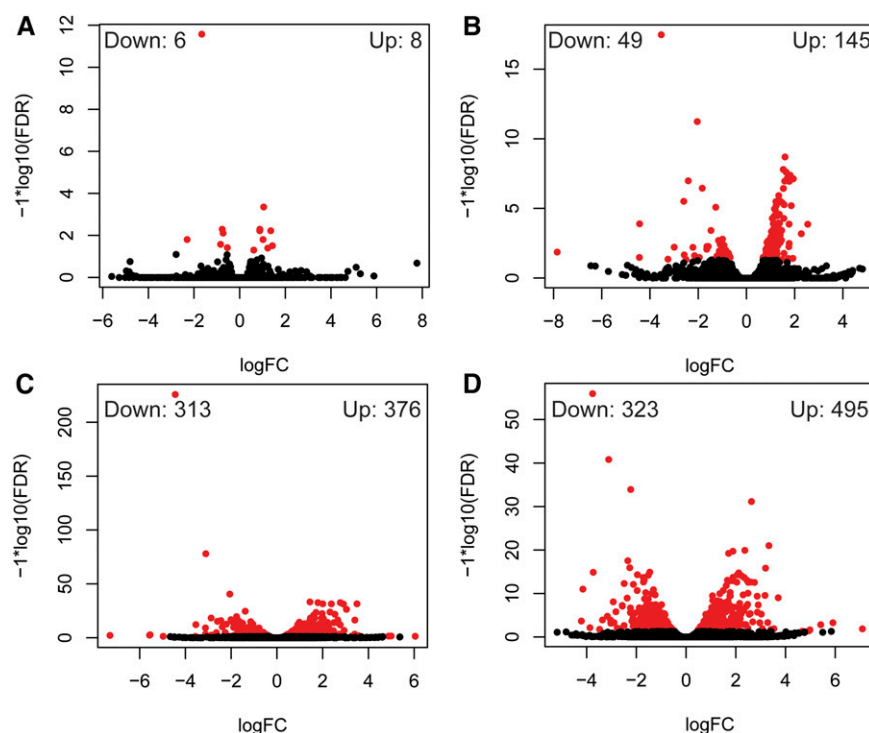 A
Down: 6 Up: 8
12
10
8
6
4
2
0
−1*log10(FDR)
−6 −4 −2 0 2 4 6 8
logFC
B
Down: 49 Up: 145
15
10
5
0
−1*log10(FDR)
−8 −6 −4 −2 0 2 4
logFC
C
Down: 313 Up: 376
200
150
100
50
0
−1*log10(FDR)
−6 −4 −2 0 2 4 6
logFC
D
Down: 323 Up: 495
50
40
30
20
10
0
−1*log10(FDR)
−4 −2 0 2 4 6
logFC